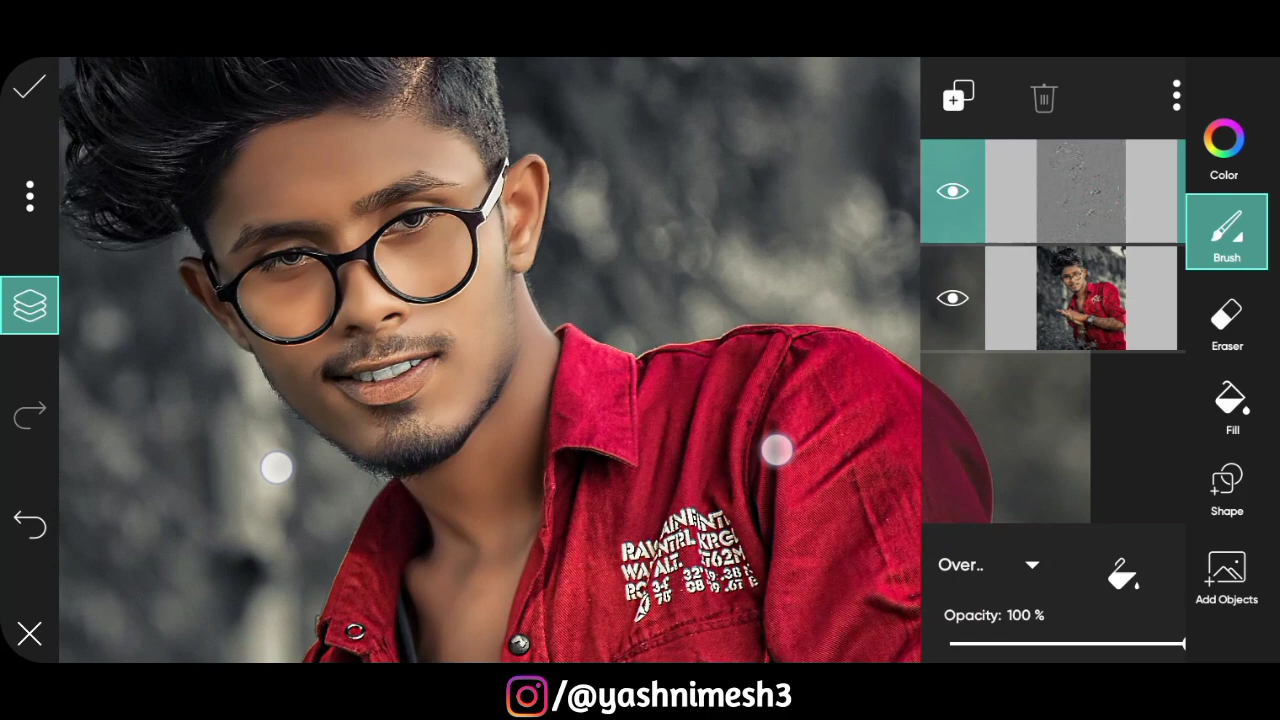 Color
Brush
Eraser
Fill
Shape
Add Objects
Over..
Opacity: 100 %
/@yashnimesh3